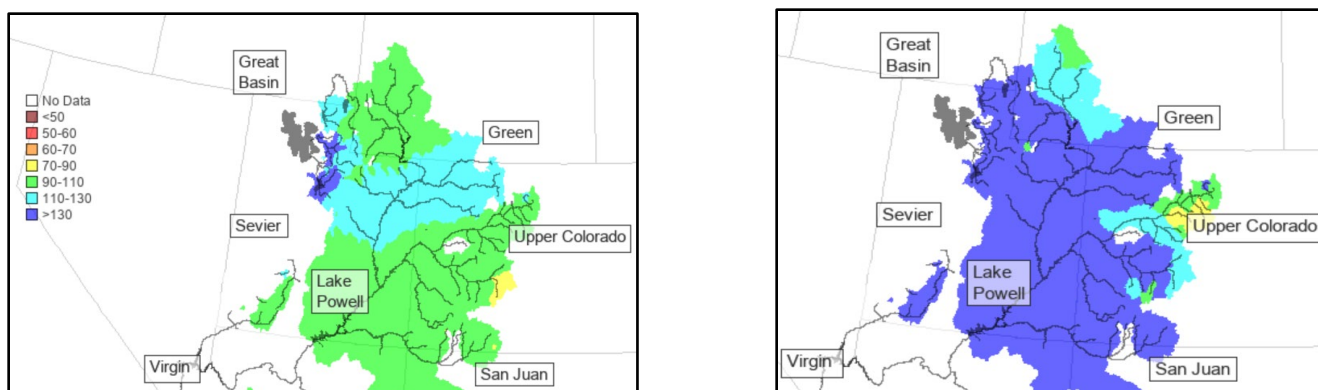 Great
Basin
No Data
<50
50-60
60-70
70-90
90-110
110-130
>130
Green
Sevier
Upper Colorado
Lake
Powell
Virgin
San Juan
Great
Basin
Green
Sevier
Upper Colorado
Lake
Powell
Virgin
San Juan